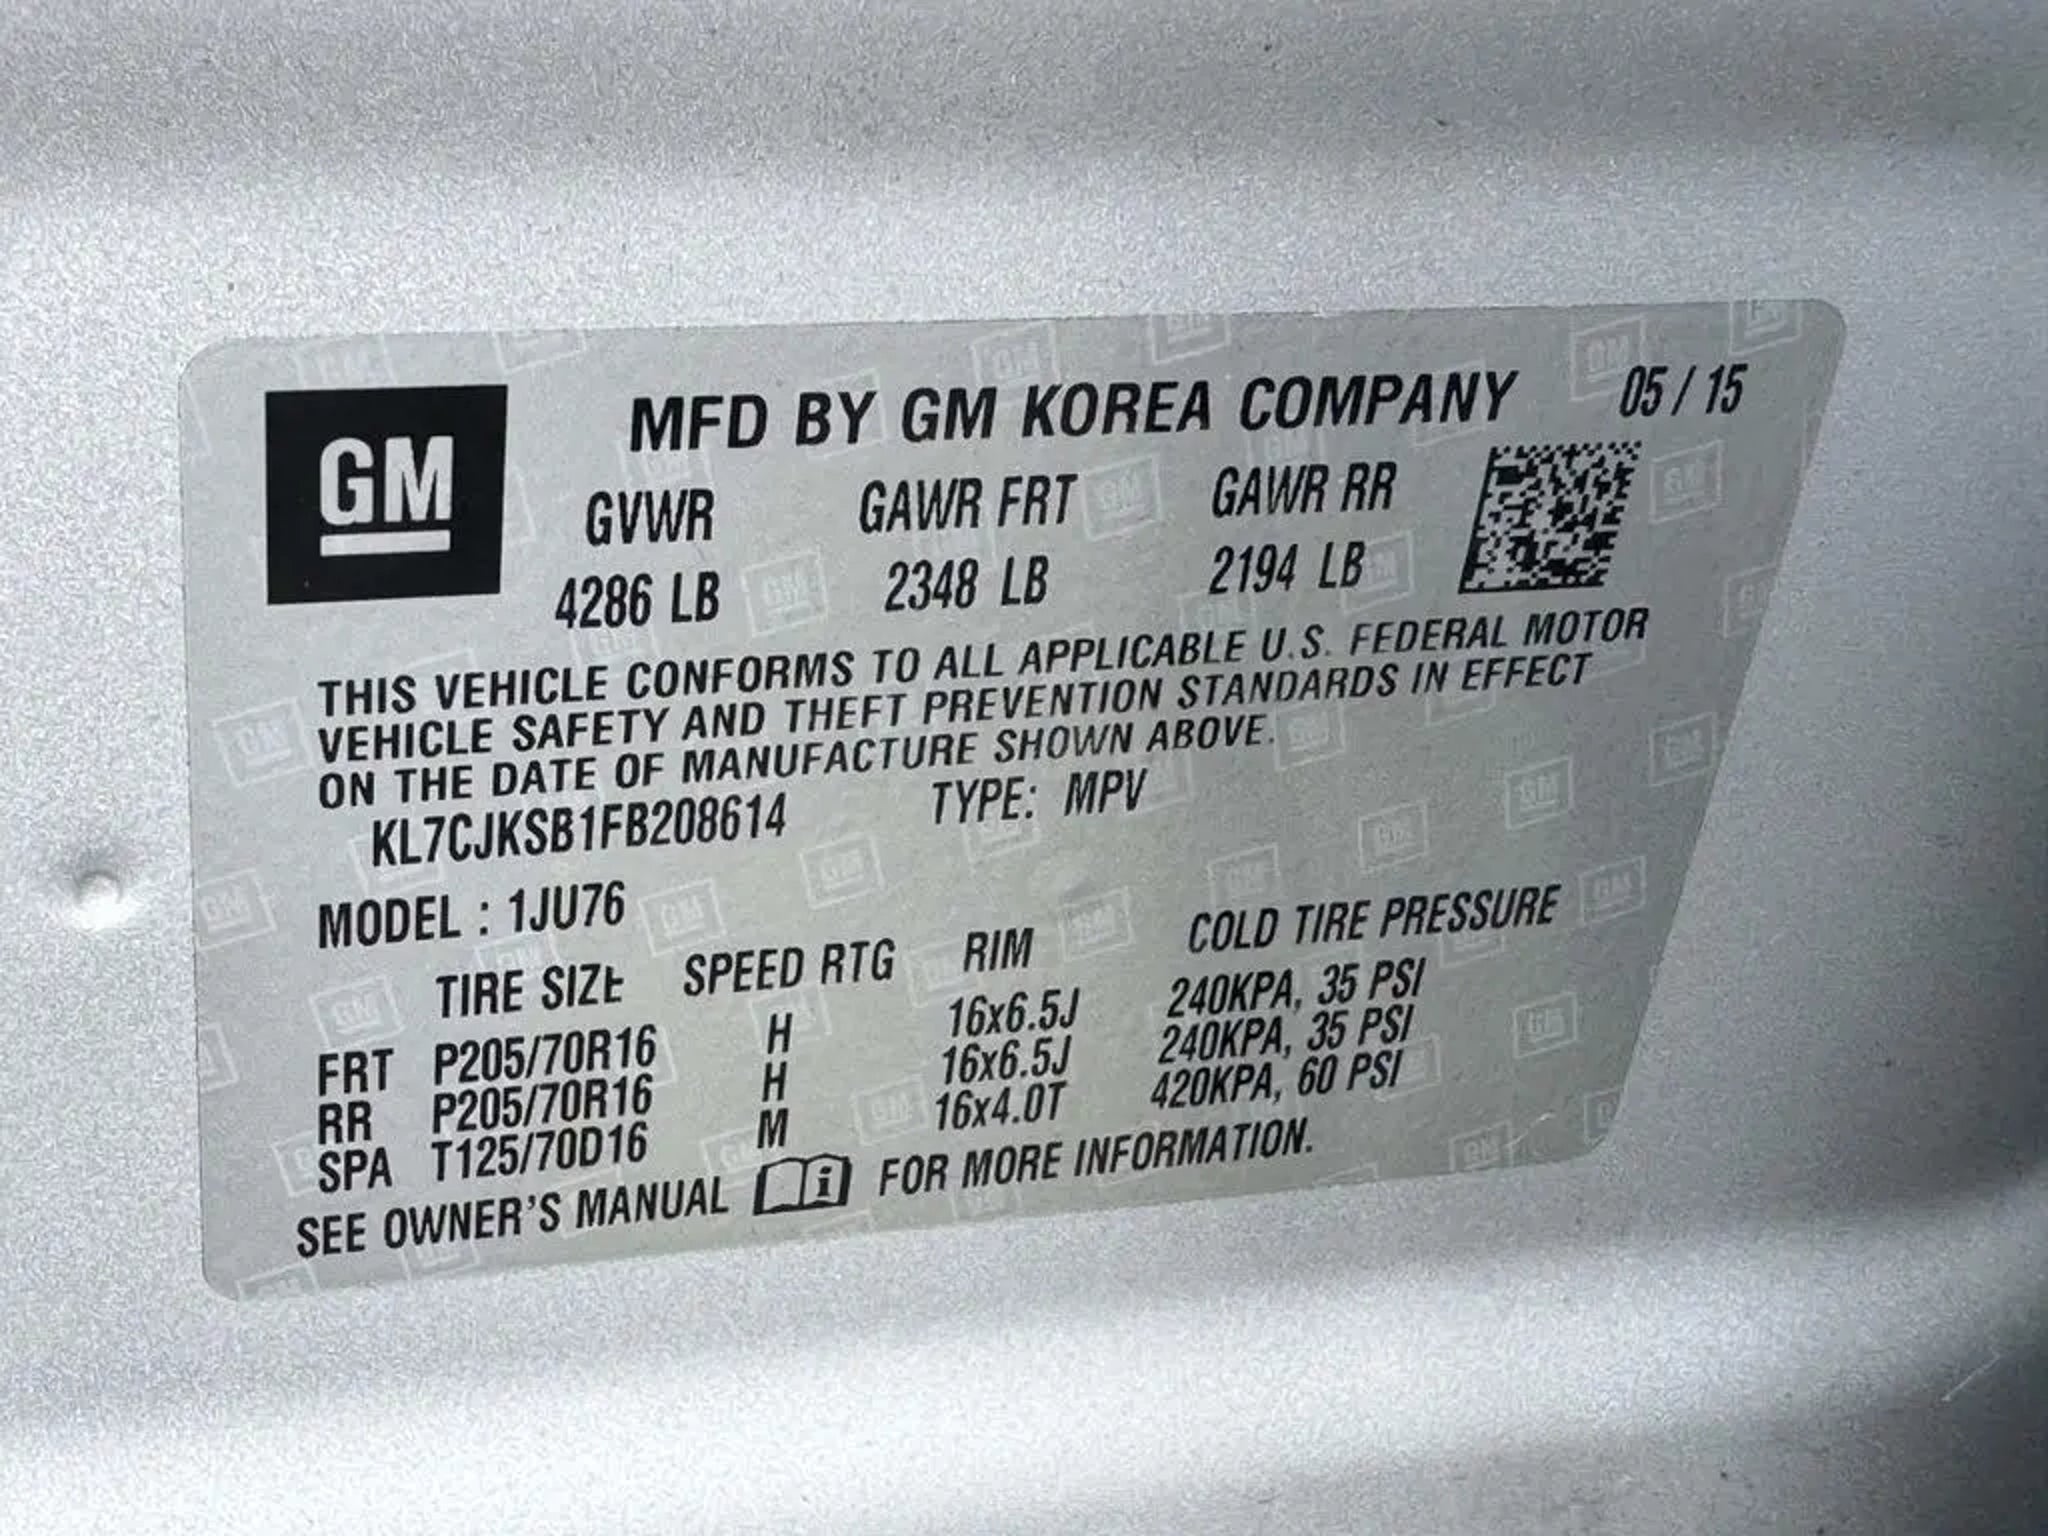 GM
MFD BY GM KOREA COMPANY 05 / 15
GVWR GAWR FRT GAWR RR
4286 LB 2348 LB 2194 LB
THIS VEHICLE CONFORMS TO ALL APPLICABLE U.S. FEDERAL MOTOR
VEHICLE SAFETY AND THEFT PREVENTION STANDARDS IN EFFECT
ON THE DATE OF MANUFACTURE SHOWN ABOVE.
KL7CJKSB1FB208614 TYPE: MPV
MODEL : 1JU76
TIRE SIZE SPEED RTG RIM COLD TIRE PRESSURE
FRT P205/70R16 H 16x6.5J 240KPA, 35 PSI
RR P205/70R16 H 16x6.5J 240KPA, 35 PSI
SPA T125/70D16 M 16x4.0T 420KPA, 60 PSI
SEE OWNER'S MANUAL i FOR MORE INFORMATION.